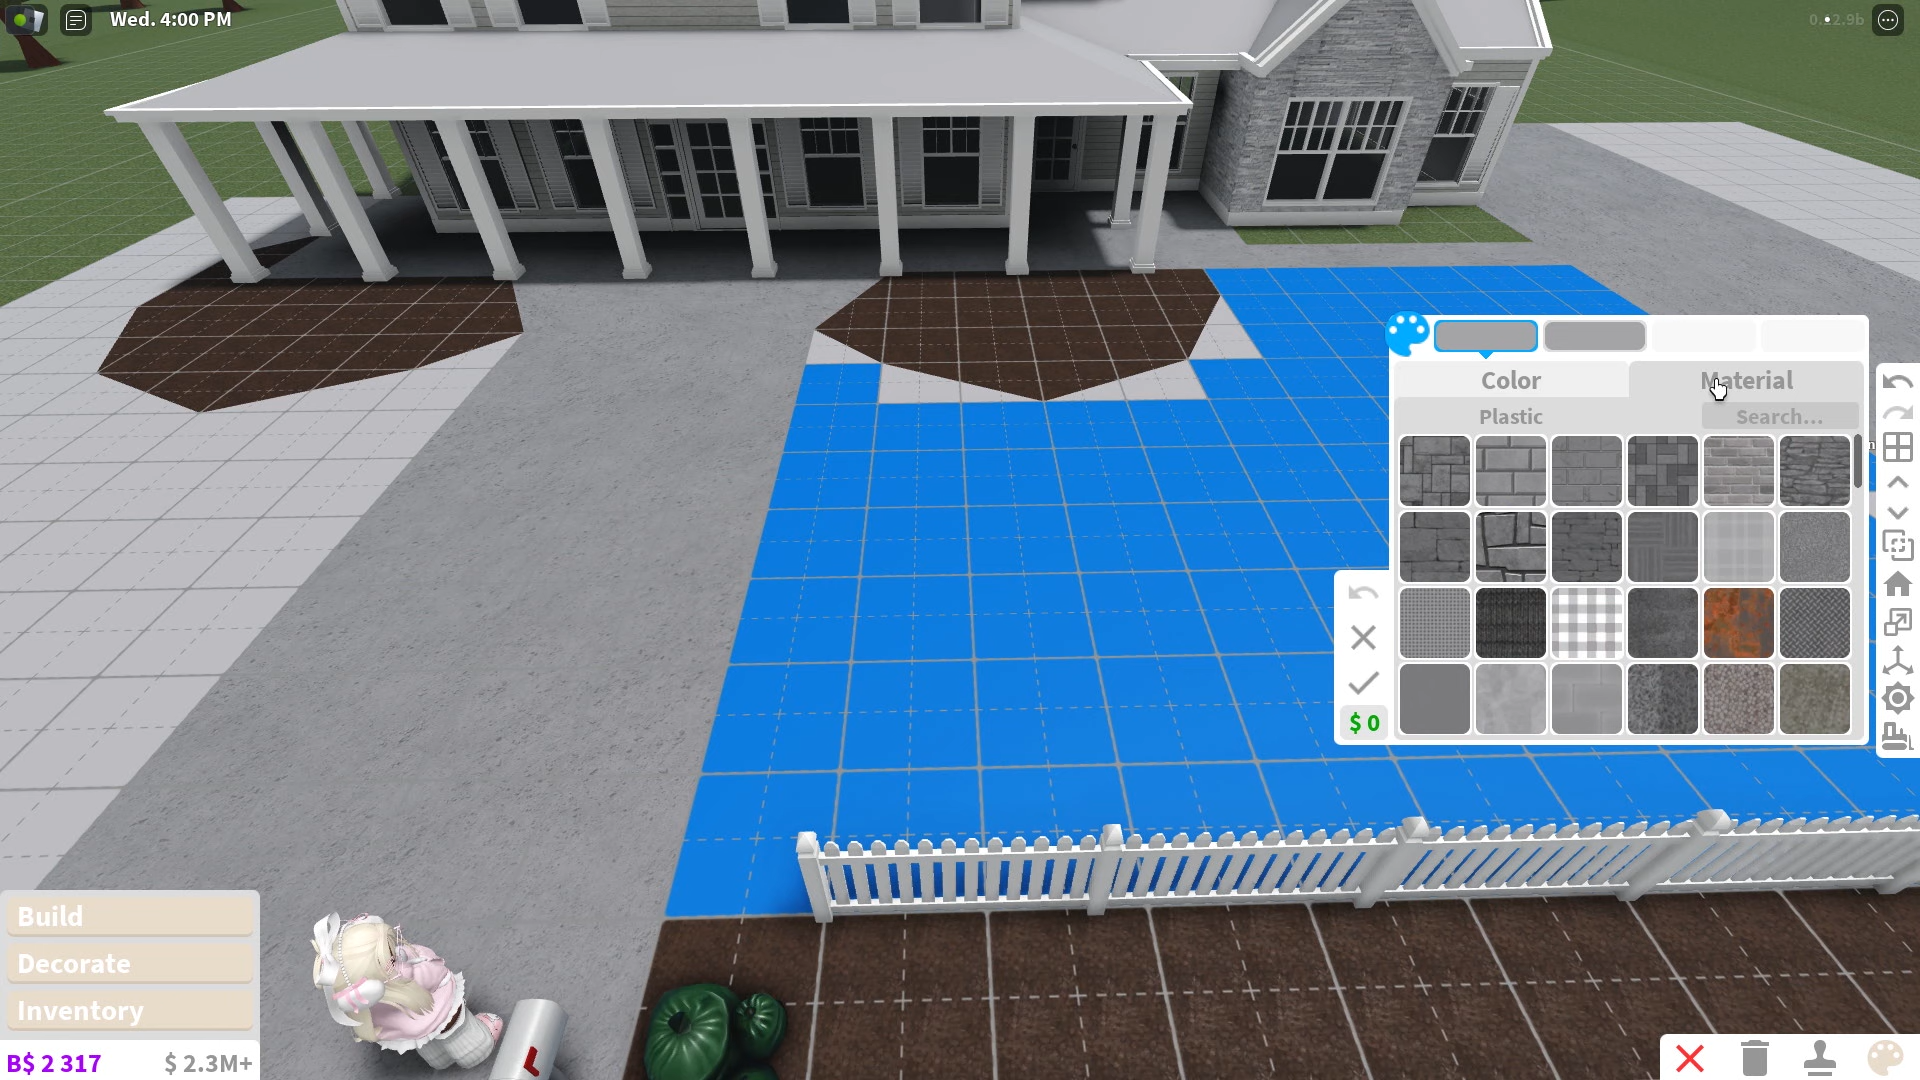 Wed. 4:00 PM
Color
Material
Plastic
Search...
$ 0
Build
Decorate
Inventory
B$ 2 317
$ 2.3M+